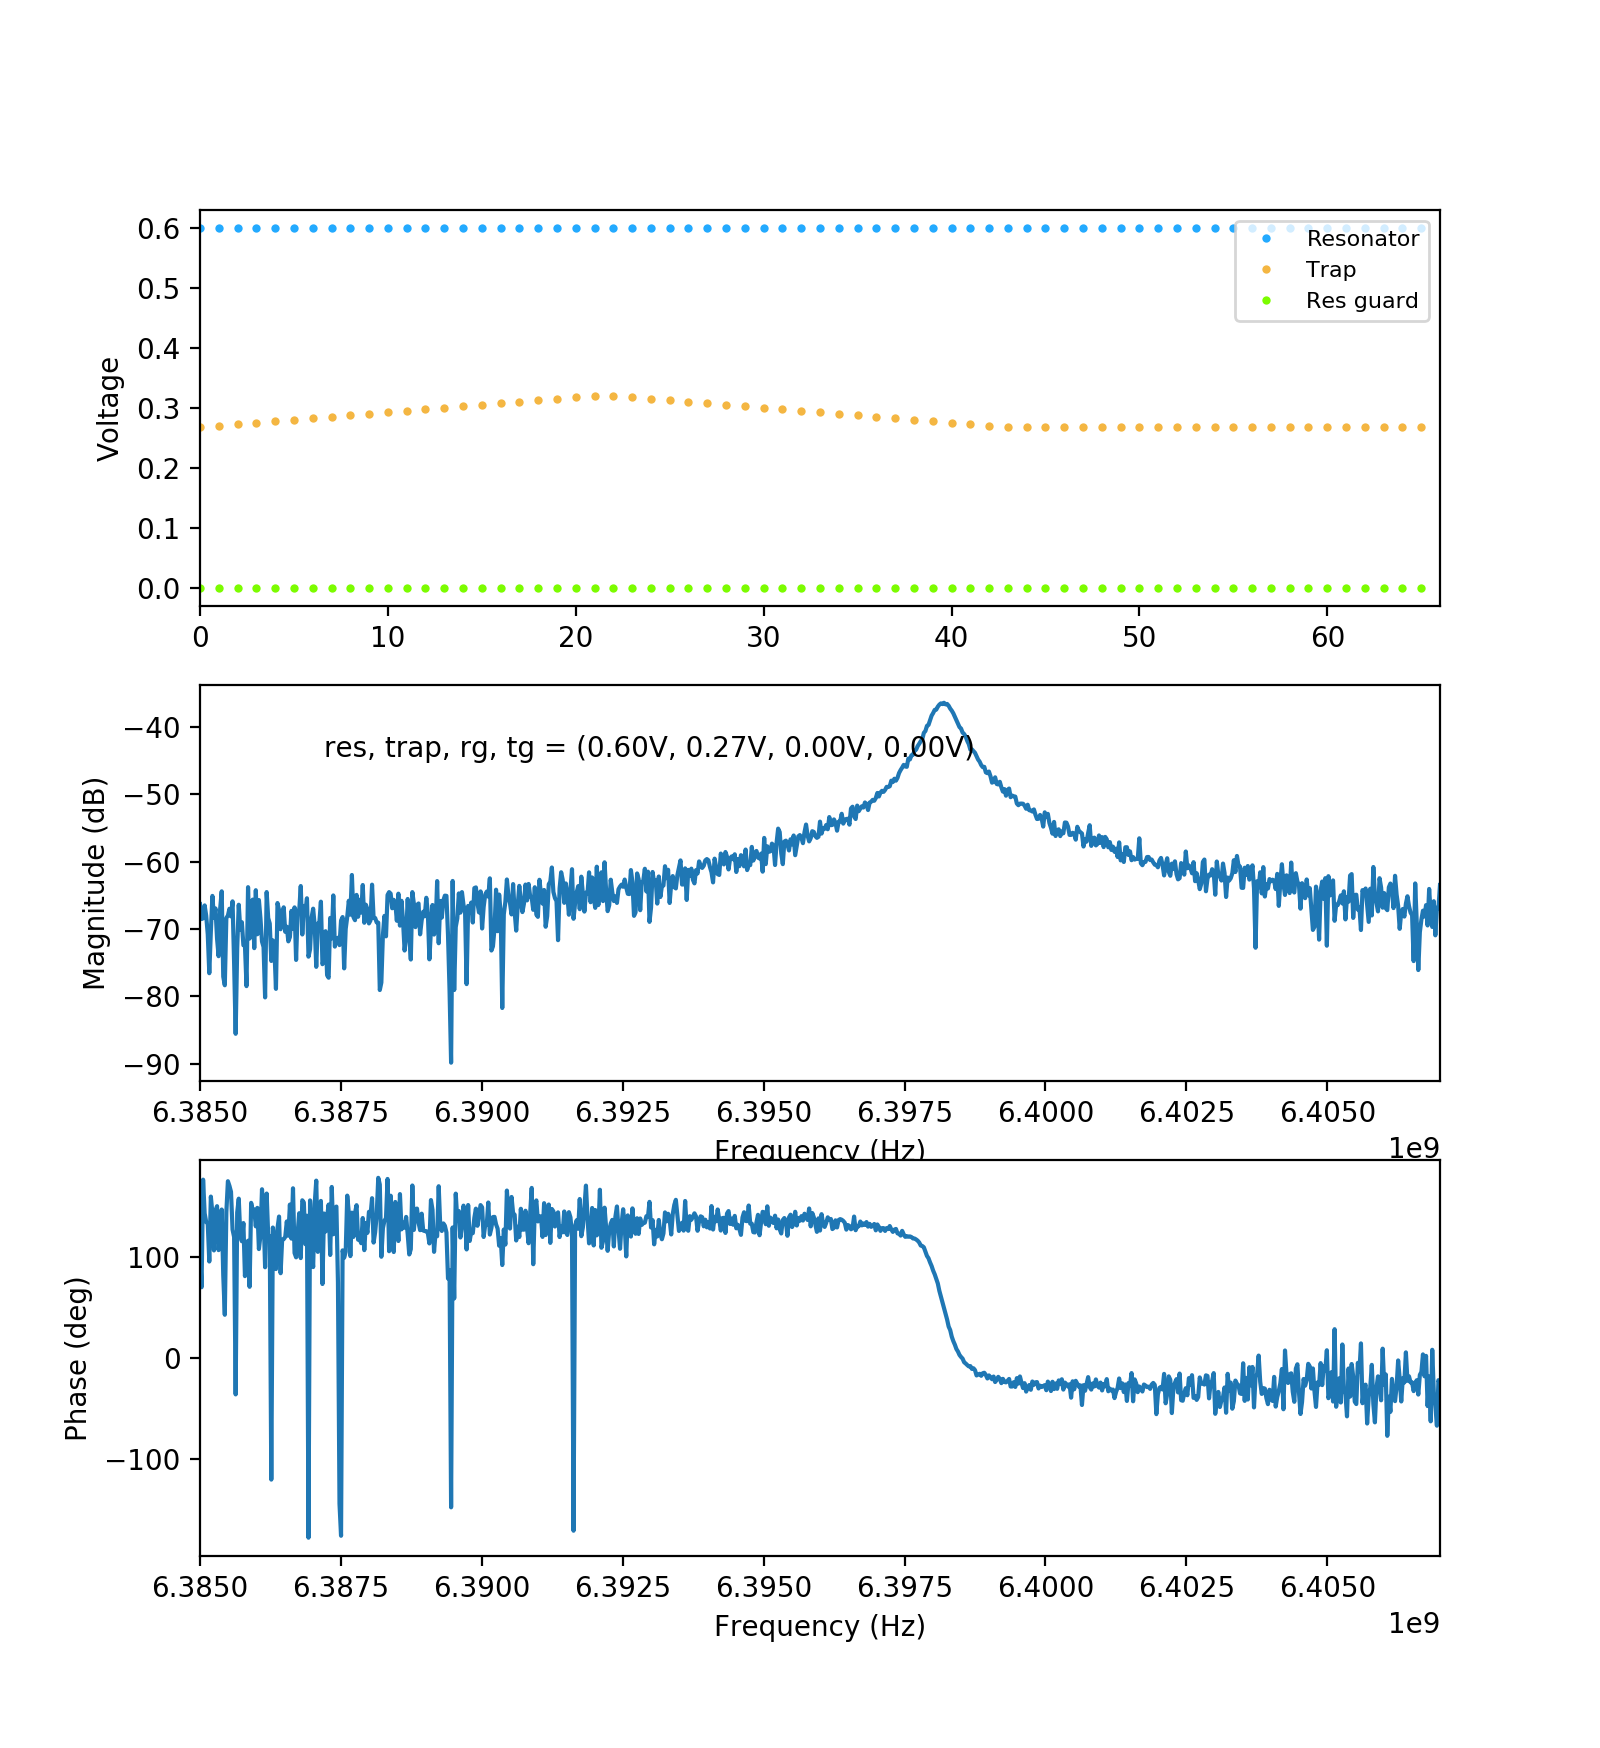 0.6
0.5
0.4
0.3
0.2
0.1
0.0
Voltage
Resonator
Trap
Res guard
0 10 20 30 40 50 60
−40
−50
−60
−70
−80
−90
Magnitude (dB)
res, trap, rg, tg = (0.60V, 0.27V, 0.00V, 0.00V)
6.3850 6.3875 6.3900 6.3925 6.3950 6.3975 6.4000 6.4025 6.4050
Frequency (Hz)
1e9
100
0
−100
Phase (deg)
6.3850 6.3875 6.3900 6.3925 6.3950 6.3975 6.4000 6.4025 6.4050
Frequency (Hz)
1e9